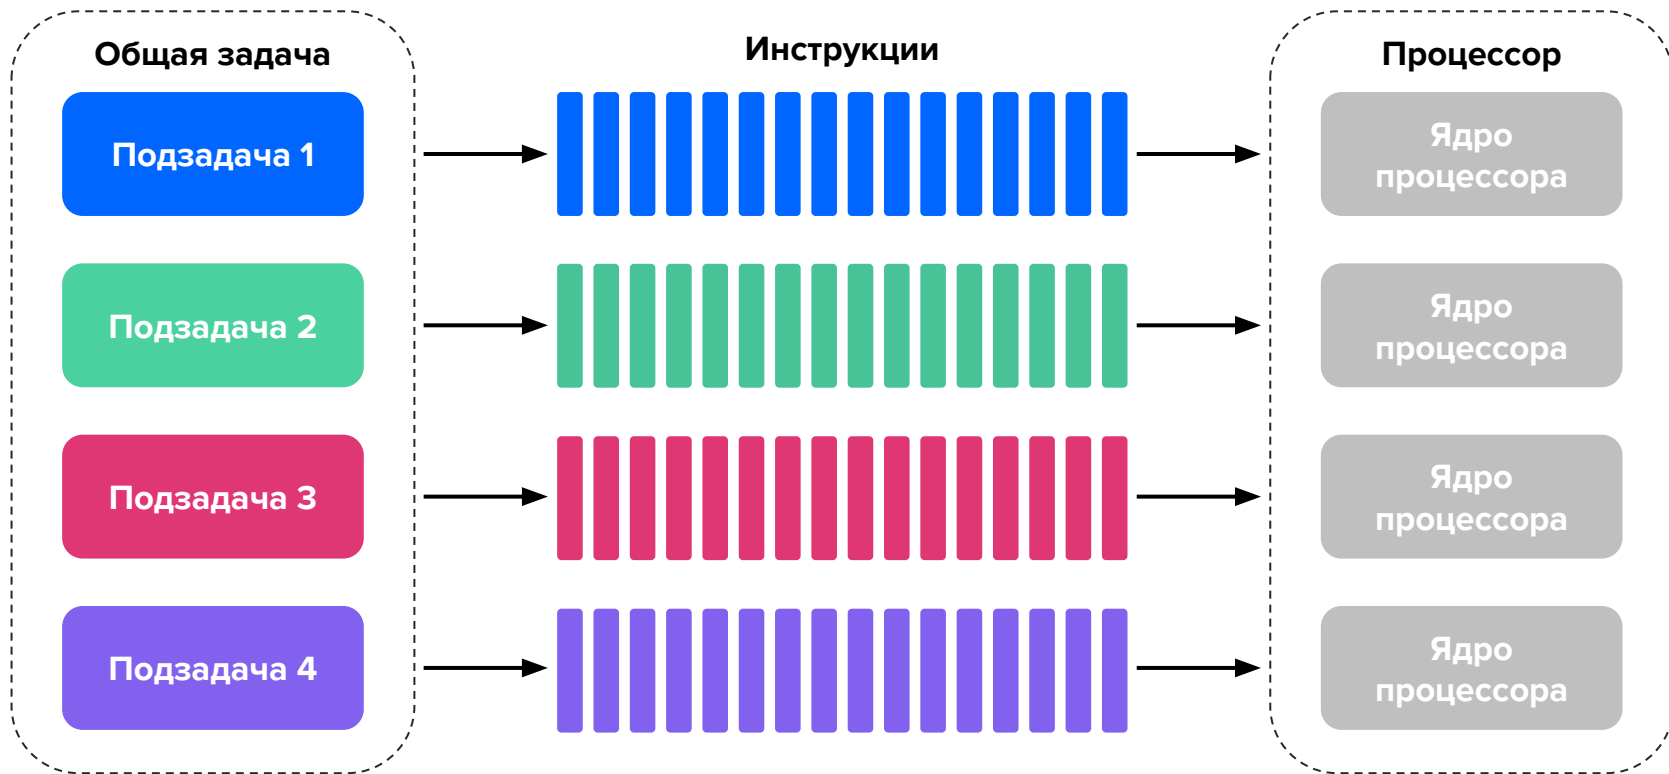 Общая задача
Инструкции
Процессор
Подзадача 1
Ядро
процессора
Подзадача 2
Ядро
процессора
Подзадача 3
Ядро
процессора
Подзадача 4
Ядро
процессора